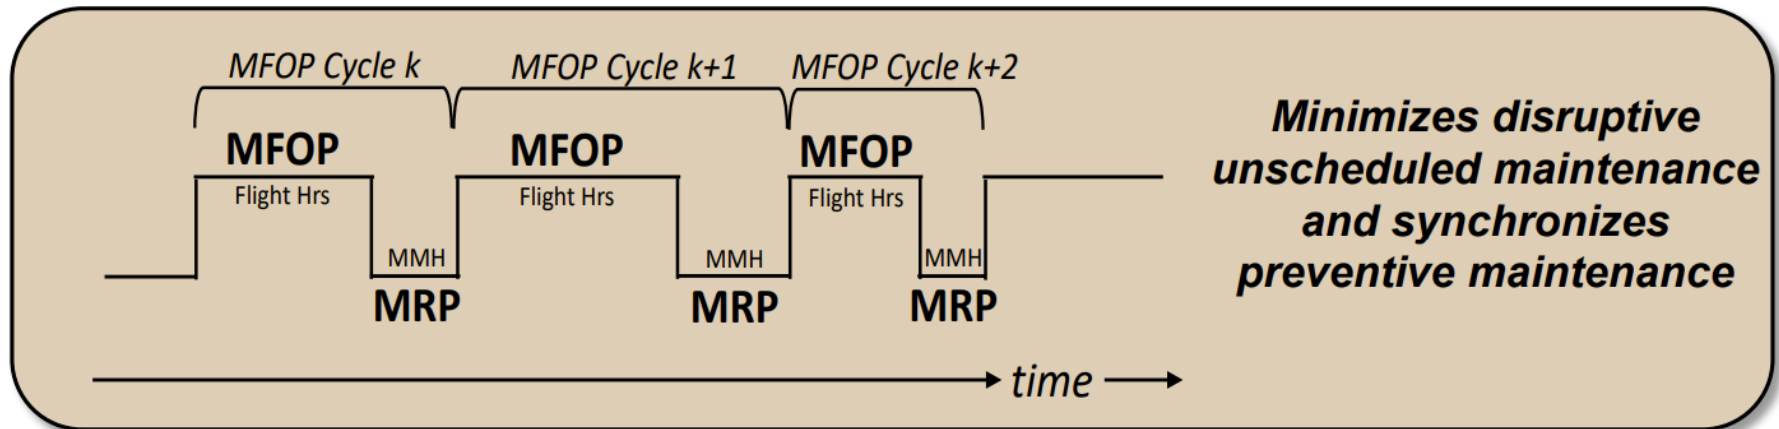 MFOP Cycle k
MFOP Cycle k+1
MFOP Cycle k+2
MFOP
MFOP
MFOP
Flight Hrs
Flight Hrs
Flight Hrs
MMH
MMH
MMH
MRP
MRP
MRP
time
Minimizes disruptive
unscheduled maintenance
and synchronizes
preventive maintenance